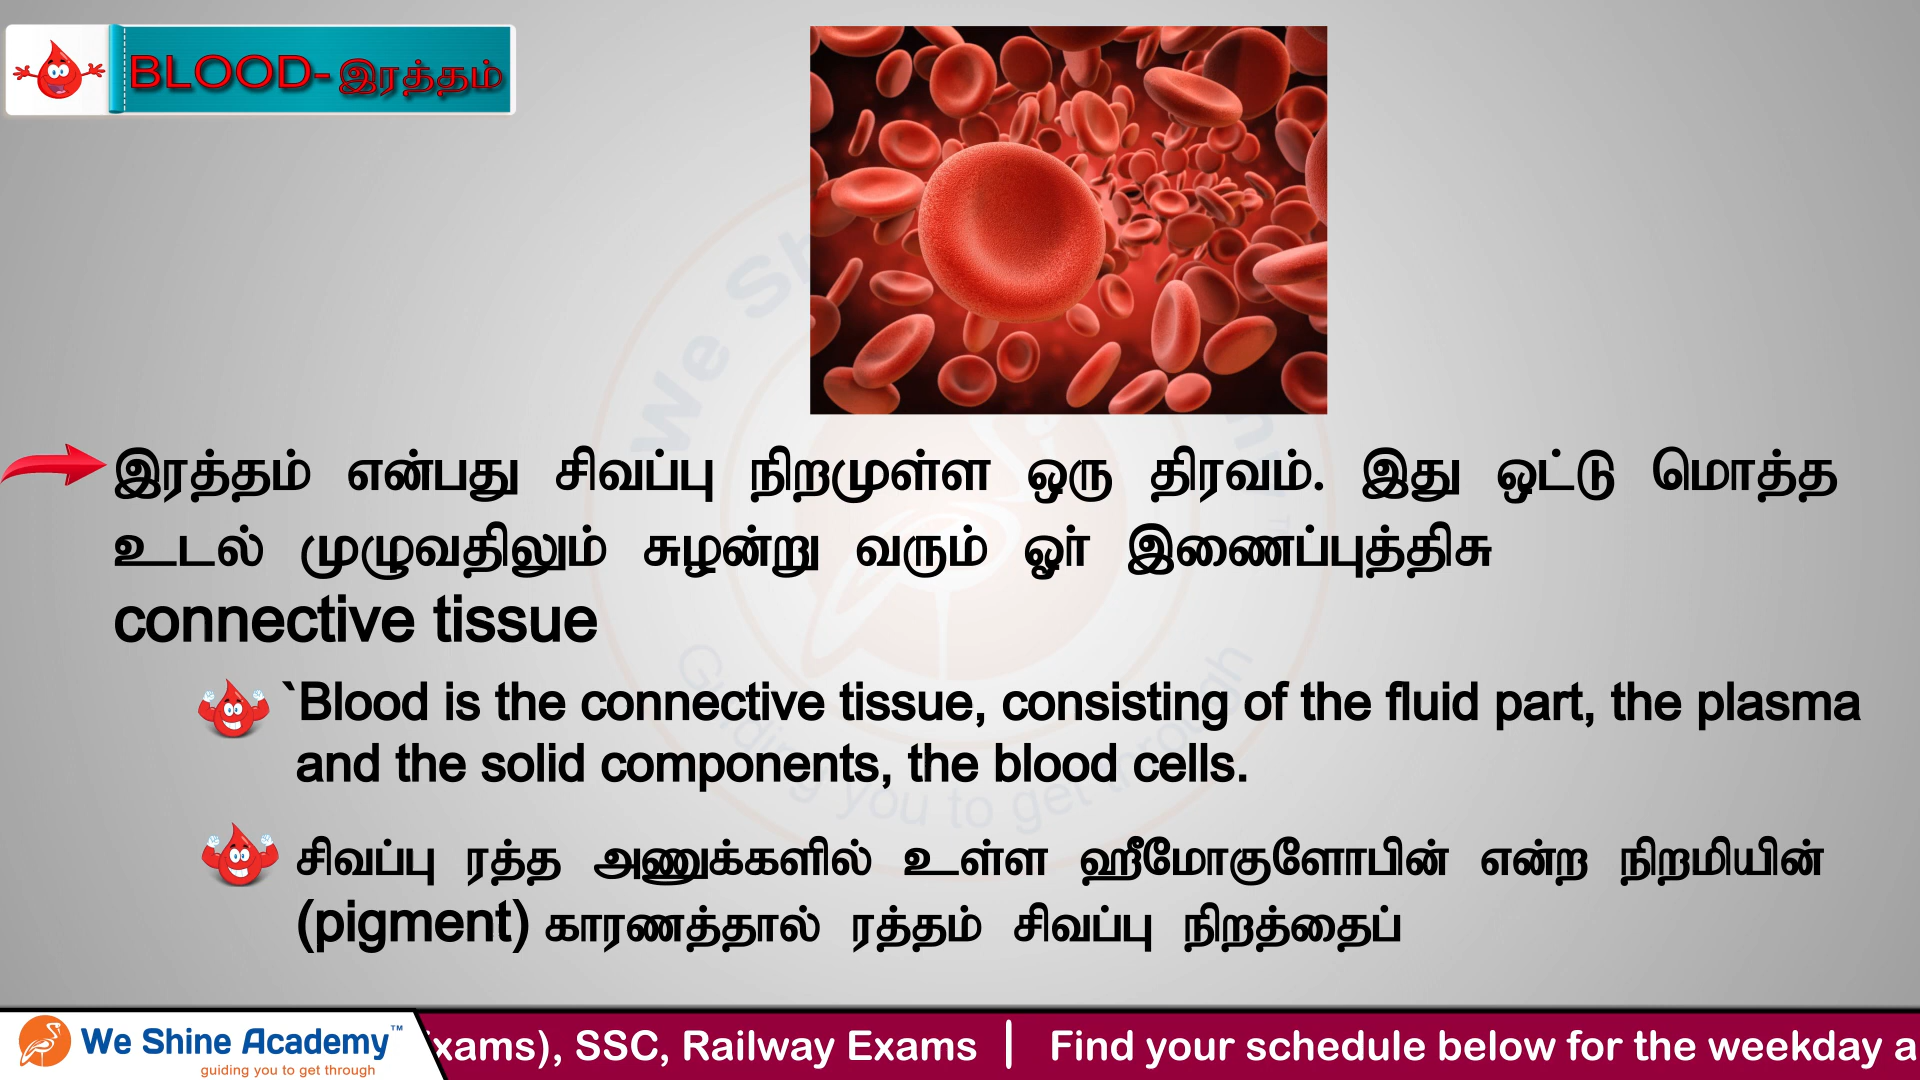 BLOOD-இரத்தம்
இரத்தம் என்பது சிவப்பு நிறமுள்ள ஒரு திரவம். இது ஒட்டு மொத்த
உடல் முழுவதிலும் சுழன்று வரும் ஓர் இணைப்புத்திசு
connective tissue
`Blood is the connective tissue, consisting of the fluid part, the plasma
and the solid components, the blood cells.
சிவப்பு ரத்த அணுக்களில் உள்ள ஹீமோகுளோபின் என்ற நிறமியின்
(pigment) காரணத்தால் ரத்தம் சிவப்பு நிறத்தைப்
We Shine Academy™
guiding you to get through
xams), SSC, Railway Exams | Find your schedule below for the weekday a